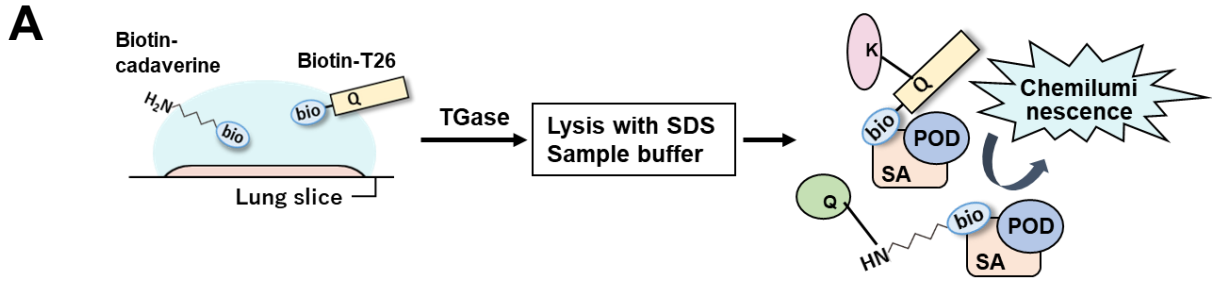 A
Biotin-
cadaverine
Biotin-T26
H₂N
bio
bio
Q
Lung slice
TGase
Lysis with SDS
Sample buffer
K
Q
bio
POD
SA
Chemilumi
nescence
Q
HN
bio
POD
SA